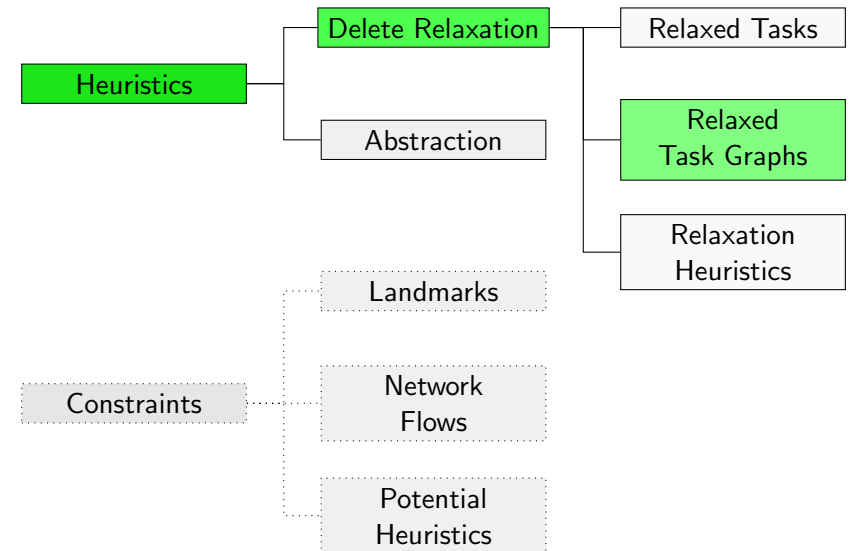 Heuristics
Delete Relaxation
Abstraction
Relaxed Tasks
Relaxed
Task Graphs
Relaxation
Heuristics
Constraints
Landmarks
Network
Flows
Potential
Heuristics